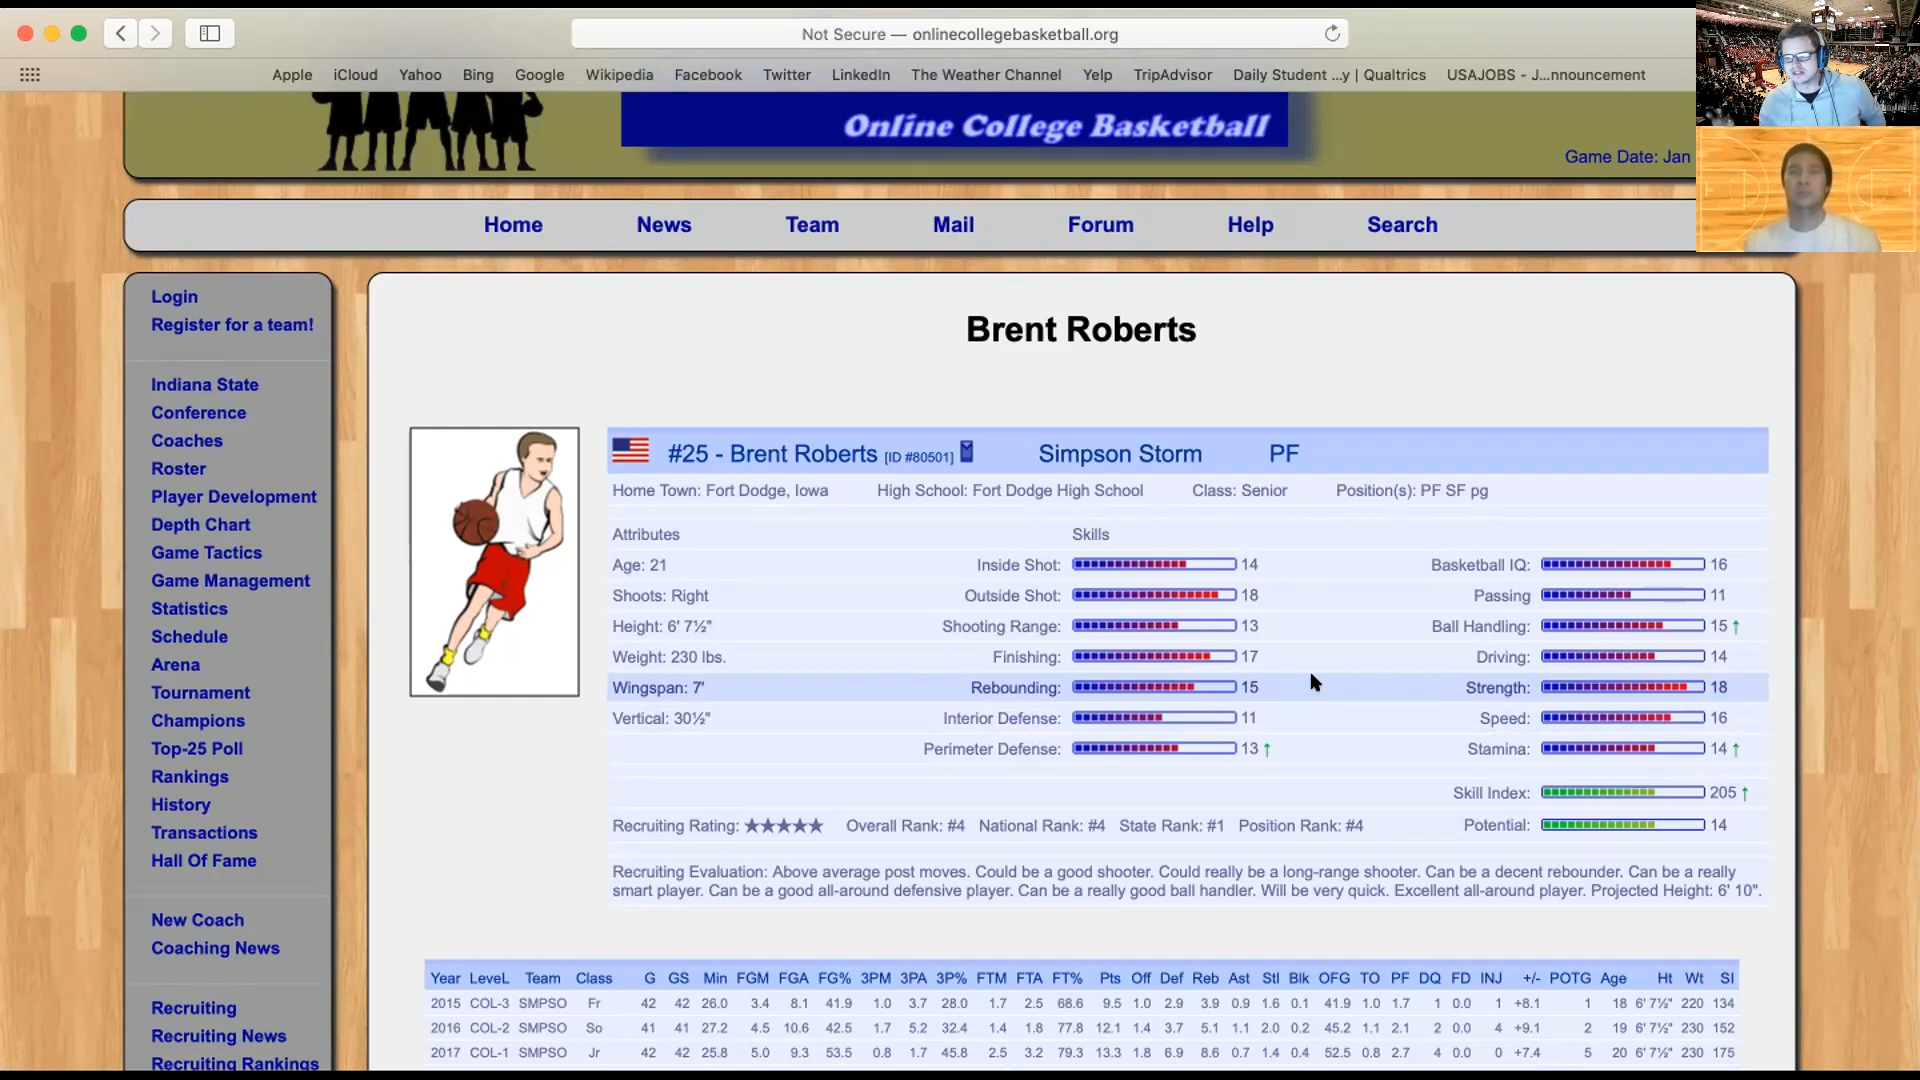 Not Secure — onlinecollegebasketball.org
Apple iCloud Yahoo Bing Google Wikipedia Facebook Twitter LinkedIn The Weather Channel Yelp TripAdvisor Daily Student ...y | Qualtrics USAJOBS - J...nnouncement
Online College Basketball
Game Date: Jan
Home News Team Mail Forum Help Search
Login
Register for a team!
Indiana State
Conference
Coaches
Roster
Player Development
Depth Chart
Game Tactics
Game Management
Statistics
Schedule
Arena
Tournament
Champions
Top-25 Poll
Rankings
History
Transactions
Hall Of Fame
New Coach
Coaching News
Recruiting
Recruiting News
Recruiting Rankings
Brent Roberts
#25 - Brent Roberts [ID #80501] Simpson Storm PF
Home Town: Fort Dodge, Iowa High School: Fort Dodge High School Class: Senior Position(s): PF SF pg
Attributes Skills
Age: 21 Inside Shot: 14 Basketball IQ: 16
Shoots: Right Outside Shot: 18 Passing 11
Height: 6' 7½" Shooting Range: 13 Ball Handling: 15 ↑
Weight: 230 lbs. Finishing: 17 Driving: 14
Wingspan: 7' Rebounding: 15 Strength: 18
Vertical: 30½" Interior Defense: 11 Speed: 16
Perimeter Defense: 13 ↑ Stamina: 14 ↑
Skill Index: 205 ↑
Recruiting Rating: ★★★★★ Overall Rank: #4 National Rank: #4 State Rank: #1 Position Rank: #4 Potential: 14
Recruiting Evaluation: Above average post moves. Could be a good shooter. Could really be a long-range shooter. Can be a decent rebounder. Can be a really
smart player. Can be a good all-around defensive player. Can be a really good ball handler. Will be very quick. Excellent all-around player. Projected Height: 6' 10".
Year LeveL Team Class G GS Min FGM FGA FG% 3PM 3PA 3P% FTM FTA FT% Pts Off Def Reb Ast Stl Blk OFG TO PF DQ FD INJ +/- POTG Age Ht Wt SI
2015 COL-3 SMPSO Fr 42 42 26.0 3.4 8.1 41.9 1.0 3.7 28.0 1.7 2.5 68.6 9.5 1.0 2.9 3.9 0.9 1.6 0.1 41.9 1.0 1.7 1 0.0 1 +8.1 1 18 6' 7½" 220 134
2016 COL-2 SMPSO So 41 41 27.2 4.5 10.6 42.5 1.7 5.2 32.4 1.4 1.8 77.8 12.1 1.4 3.7 5.1 1.1 2.0 0.2 45.2 1.1 2.1 2 0.0 4 +9.1 2 19 6' 7½" 230 152
2017 COL-1 SMPSO Jr 42 42 25.8 5.0 9.3 53.5 0.8 1.7 45.8 2.5 3.2 79.3 13.3 1.8 6.9 8.6 0.7 1.4 0.4 52.5 0.8 2.7 4 0.0 0 +7.4 5 20 6' 7½" 230 175